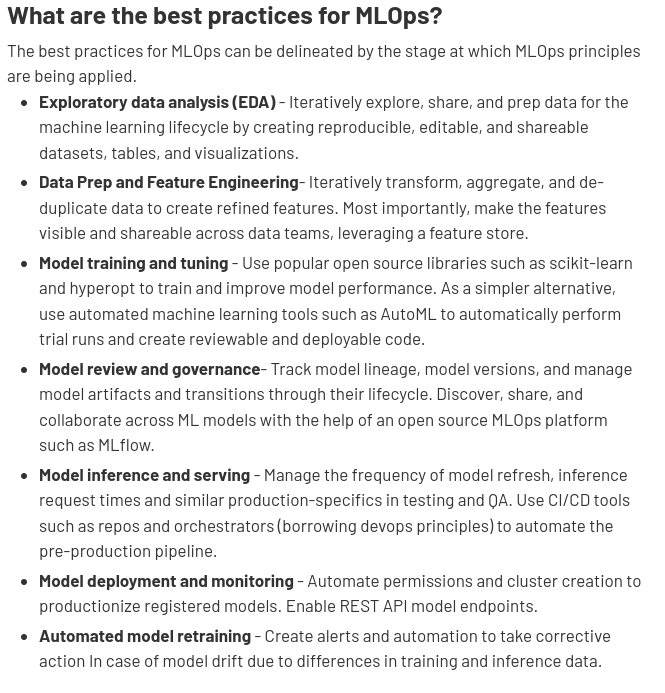 What are the best practices for MLOps?
The best practices for MLOps can be delineated by the stage at which MLOps principles
are being applied.
• Exploratory data analysis (EDA) - Iteratively explore, share, and prep data for the
machine learning lifecycle by creating reproducible, editable, and shareable
datasets, tables, and visualizations.
• Data Prep and Feature Engineering- Iteratively transform, aggregate, and de-
duplicate data to create refined features. Most importantly, make the features
visible and shareable across data teams, leveraging a feature store.
• Model training and tuning - Use popular open source libraries such as scikit-learn
and hyperopt to train and improve model performance. As a simpler alternative,
use automated machine learning tools such as AutoML to automatically perform
trial runs and create reviewable and deployable code.
• Model review and governance- Track model lineage, model versions, and manage
model artifacts and transitions through their lifecycle. Discover, share, and
collaborate across ML models with the help of an open source MLOps platform
such as MLflow.
• Model inference and serving - Manage the frequency of model refresh, inference
request times and similar production-specifics in testing and QA. Use CI/CD tools
such as repos and orchestrators (borrowing devops principles) to automate the
pre-production pipeline.
• Model deployment and monitoring - Automate permissions and cluster creation to
productionize registered models. Enable REST API model endpoints.
• Automated model retraining - Create alerts and automation to take corrective
action In case of model drift due to differences in training and inference data.